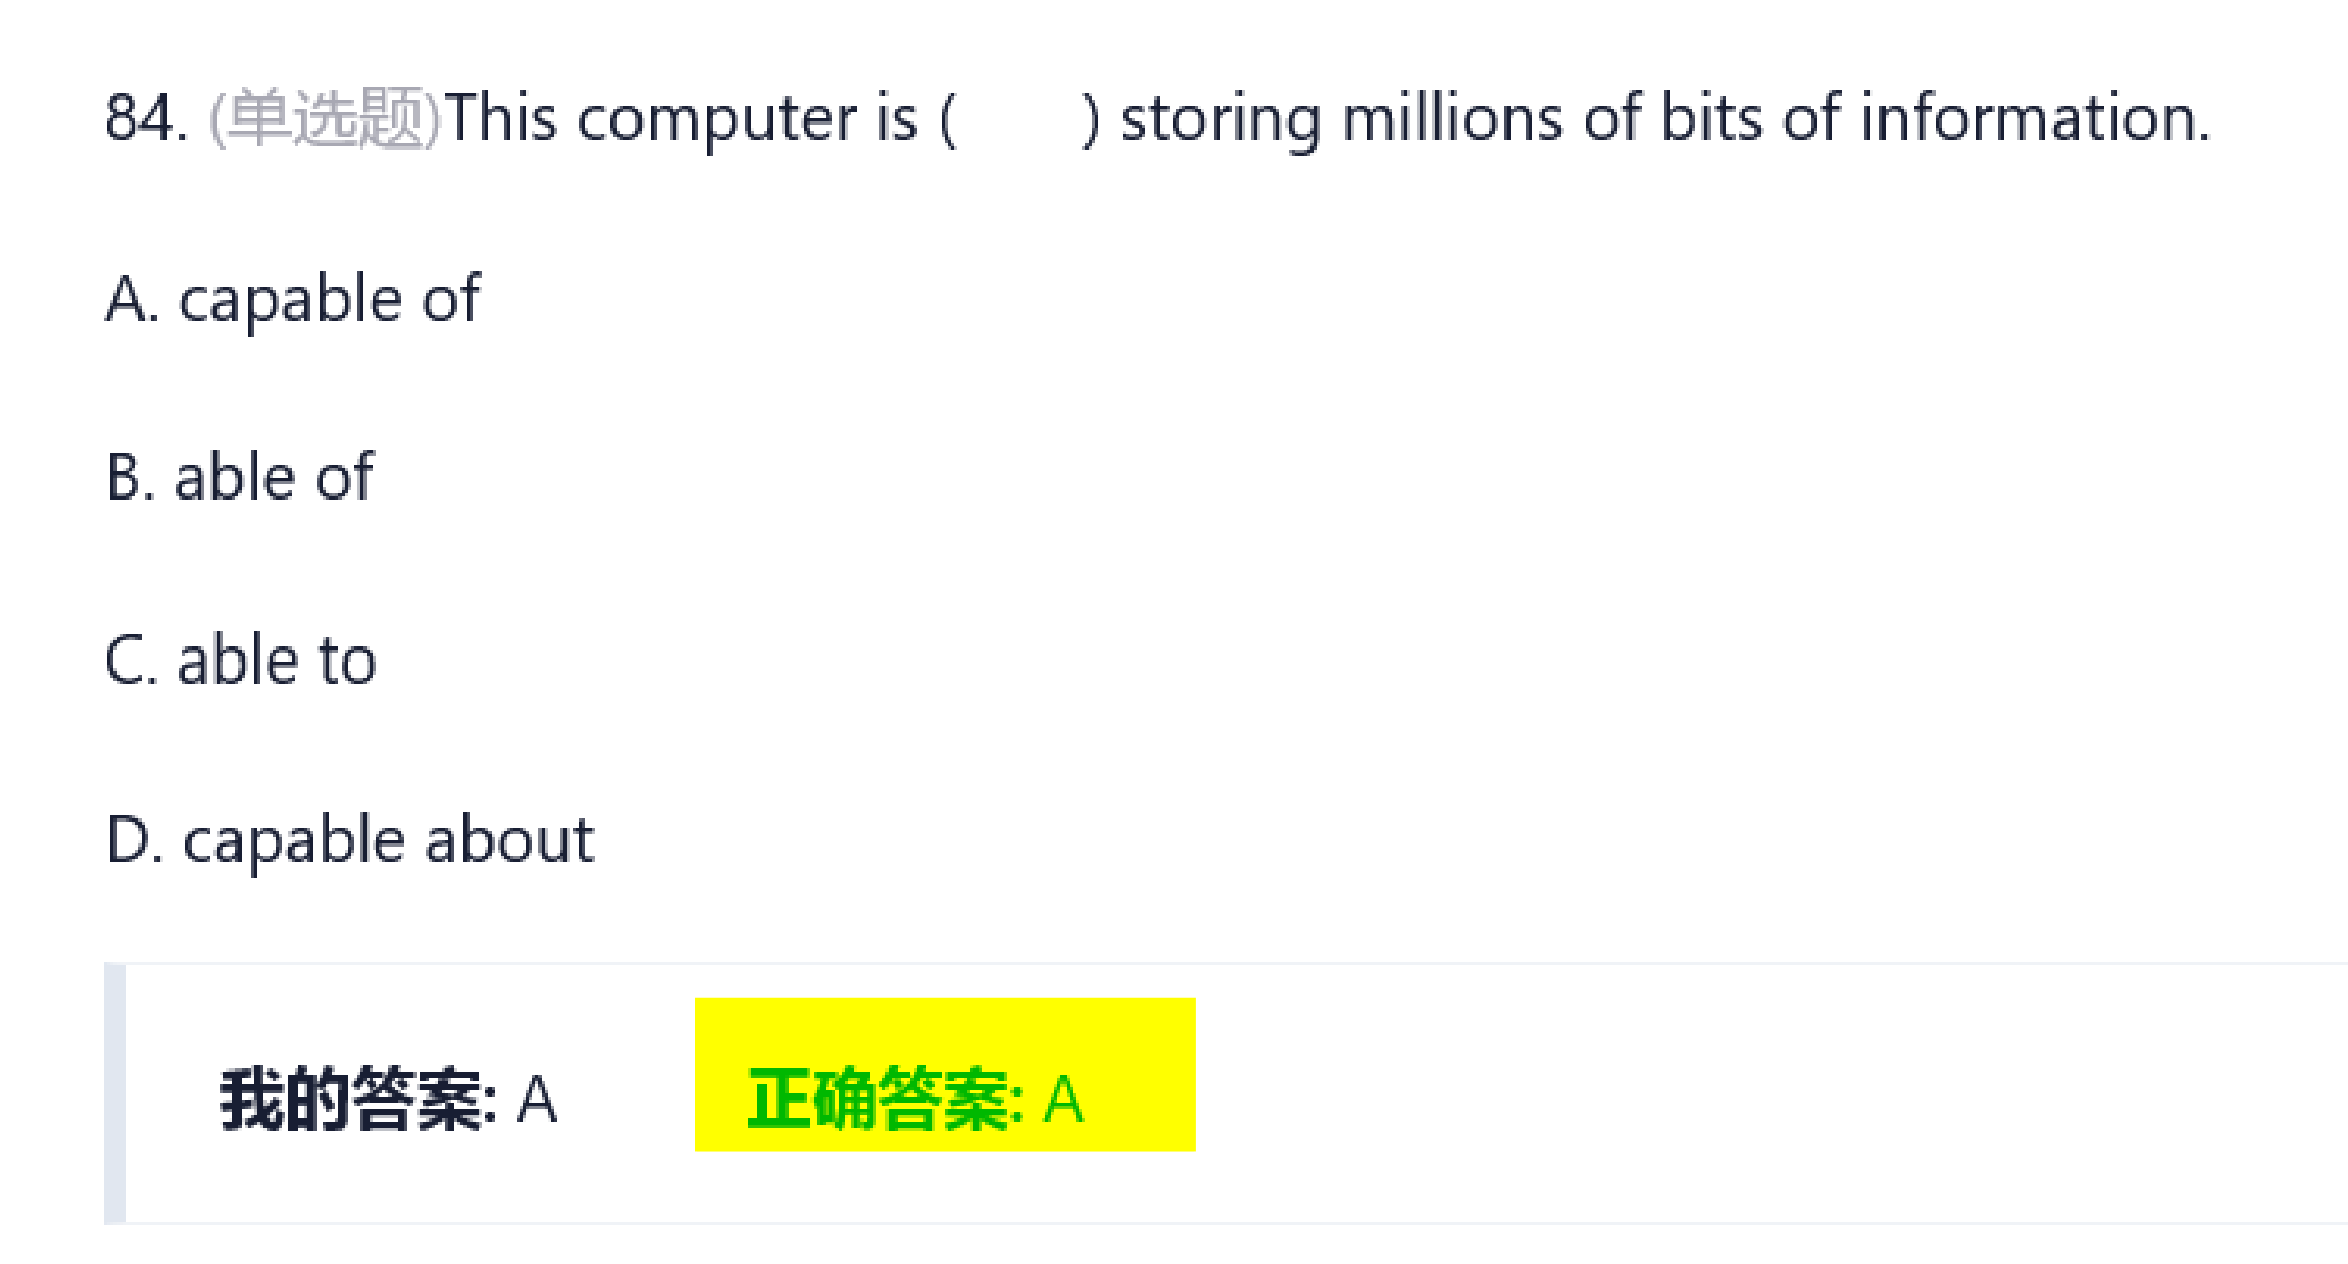 84. (单选题)This computer is (      ) storing millions of bits of information.
A. capable of
B. able of
C. able to
D. capable about
我的答案: A 正确答案: A